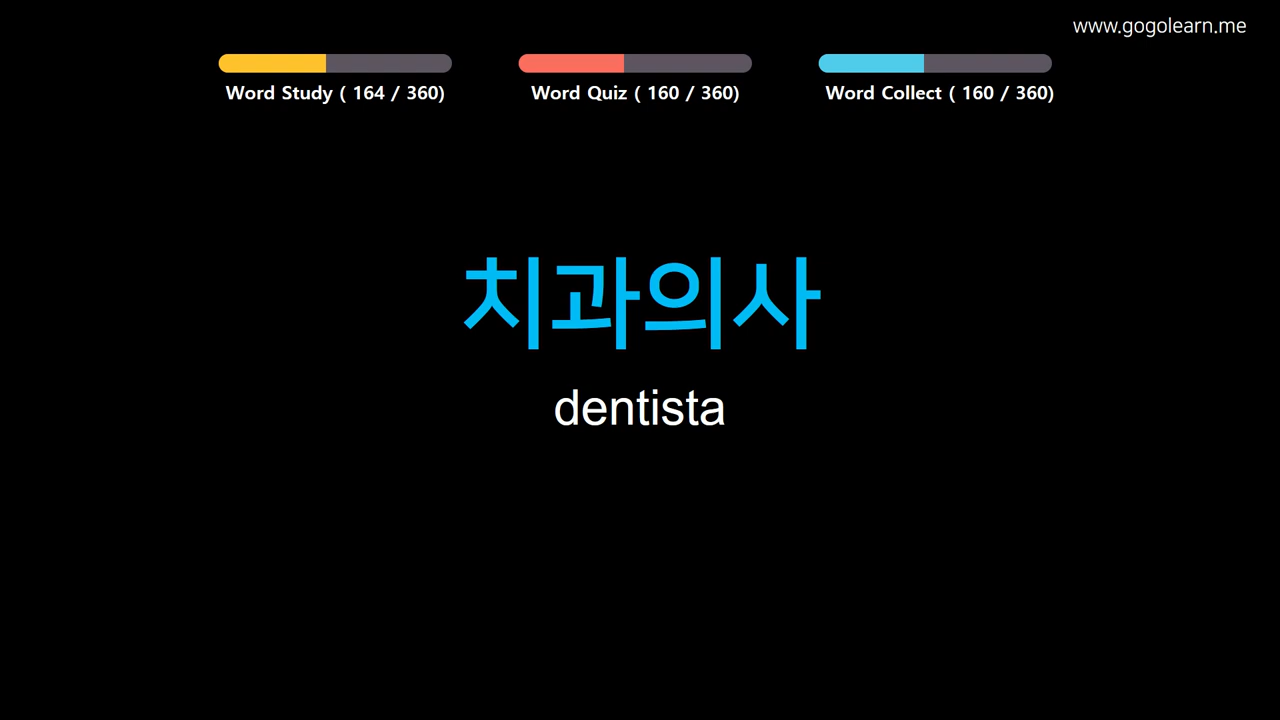 www.gogolearn.me
Word Study ( 164 / 360)
Word Quiz ( 160 / 360)
Word Collect ( 160 / 360)
치과의사
dentista